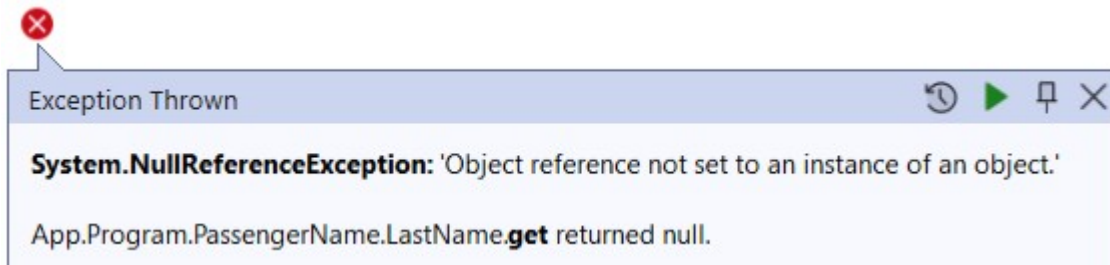 Exception Thrown
System.NullReferenceException: 'Object reference not set to an instance of an object.'
App.Program.PassengerName.LastName.get returned null.